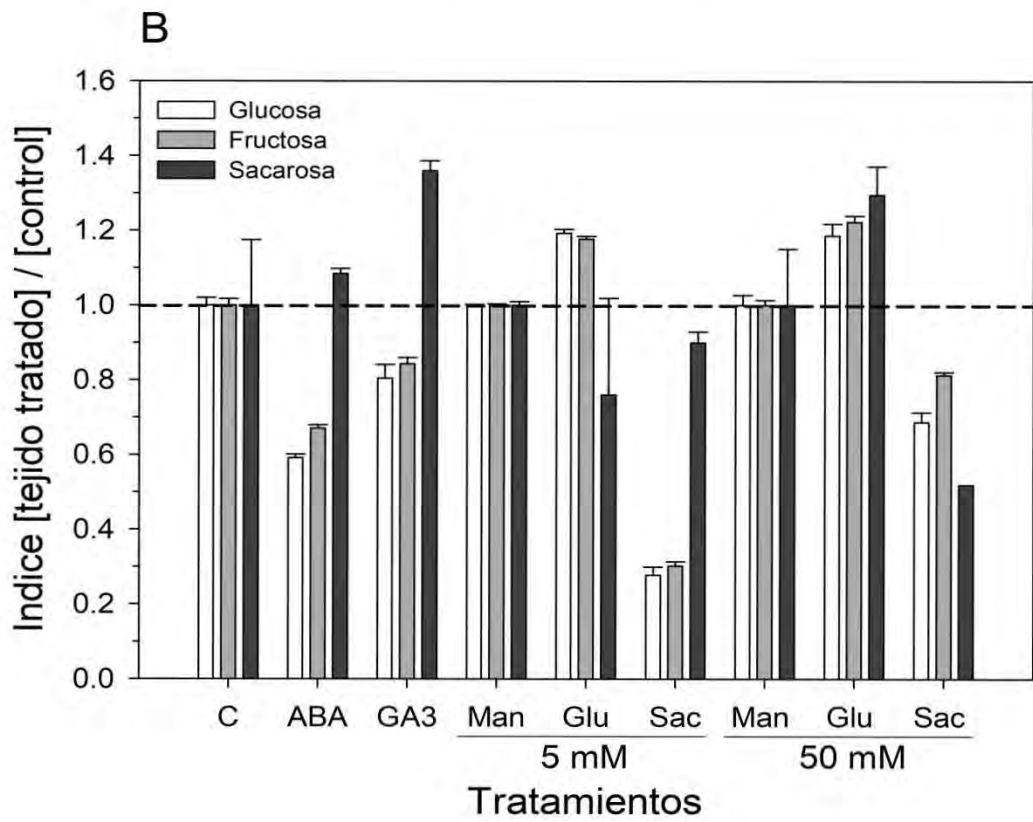 B
Indice [tejido tratado] / [control]
1.6
1.4
1.2
1.0
0.8
0.6
0.4
0.2
0.0
Glucosa
Fructosa
Sacarosa
C ABA GA3 Man Glu Sac Man Glu Sac
5 mM 50 mM
Tratamientos